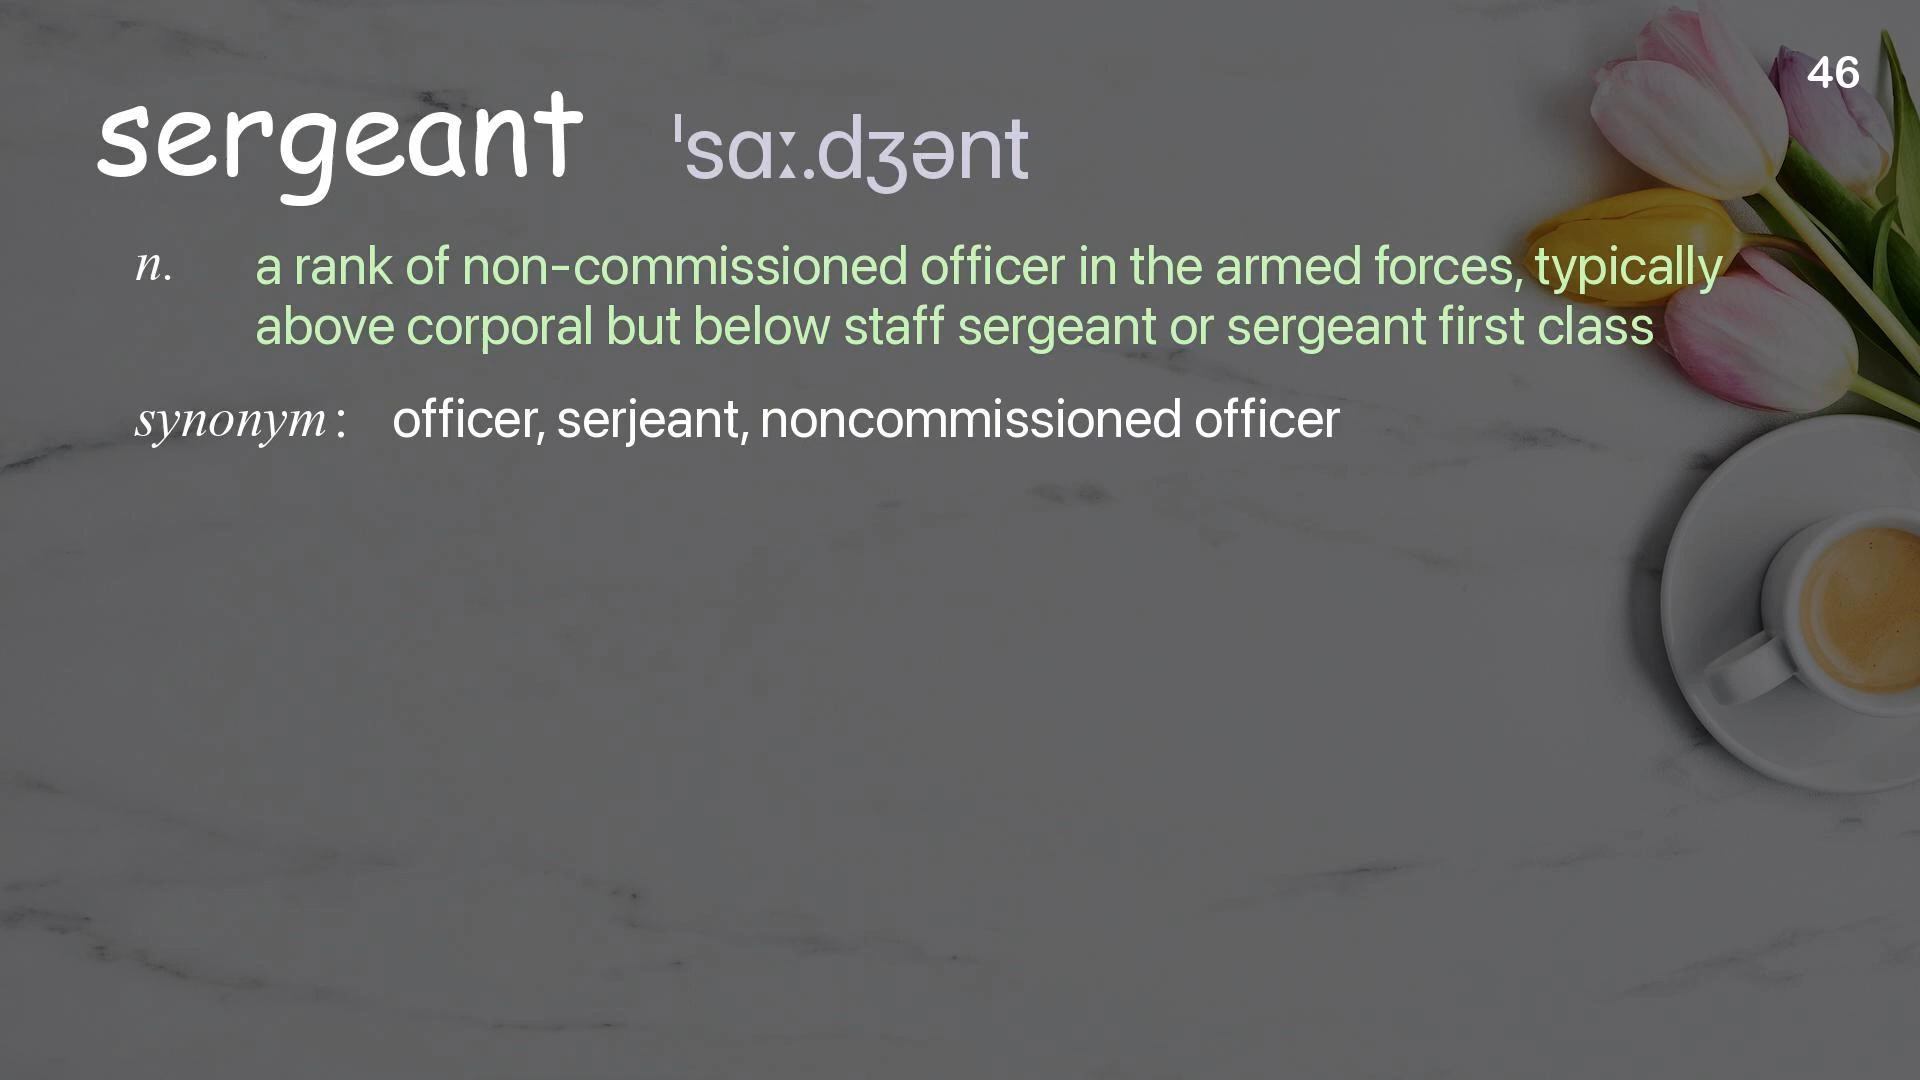 46
sergeant ˈsɑː.dʒənt
n. a rank of non-commissioned officer in the armed forces, typically
above corporal but below staff sergeant or sergeant first class
synonym: officer, serjeant, noncommissioned officer